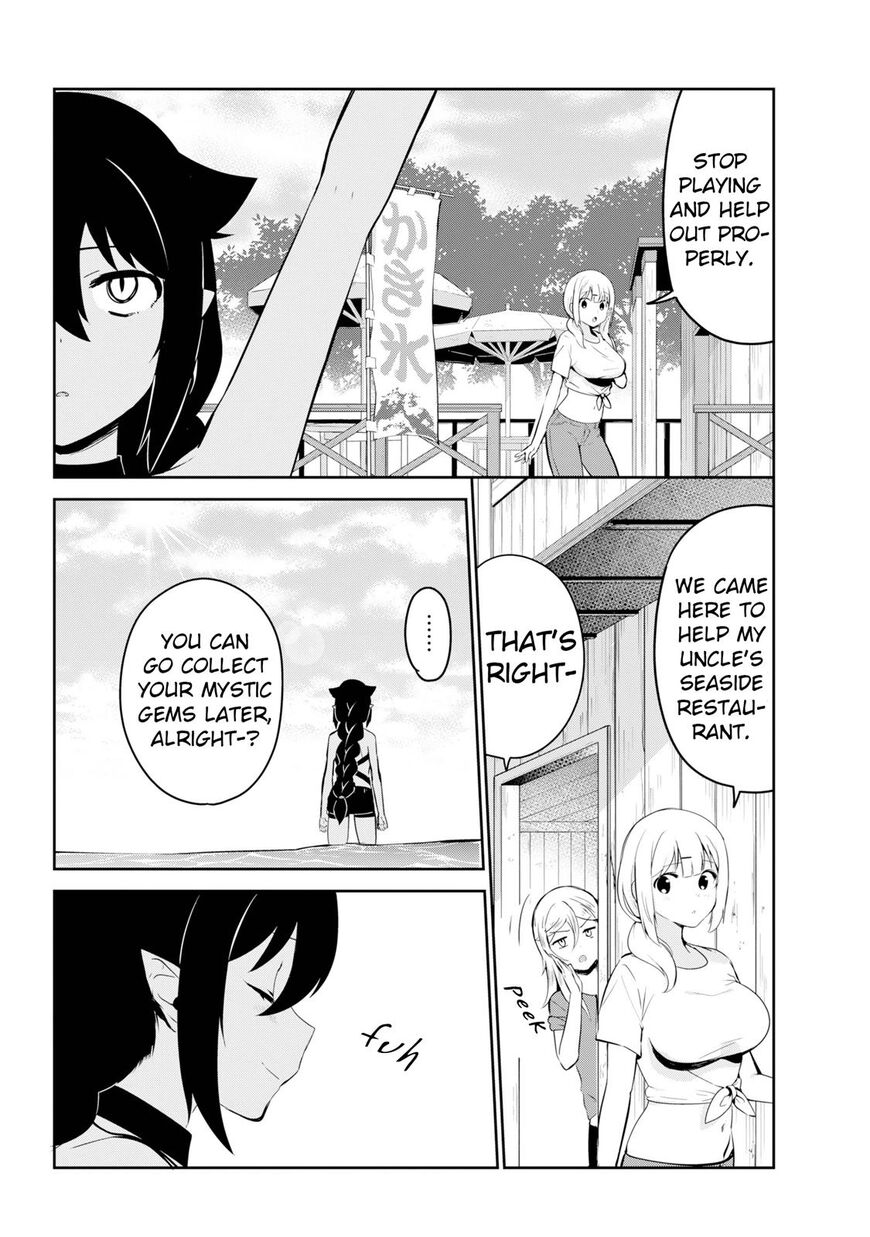 STOP
PLAYING
AND HELP
OUT PRO-
PERLY.
かき氷
WE CAME
HERE TO
HELP MY
UNCLE'S
SEASIDE
RESTAU-
RANT.
THAT'S
RIGHT-
peek
......
YOU CAN
GO COLLECT
YOUR MYSTIC
GEMS LATER,
ALRIGHT-?
fuh